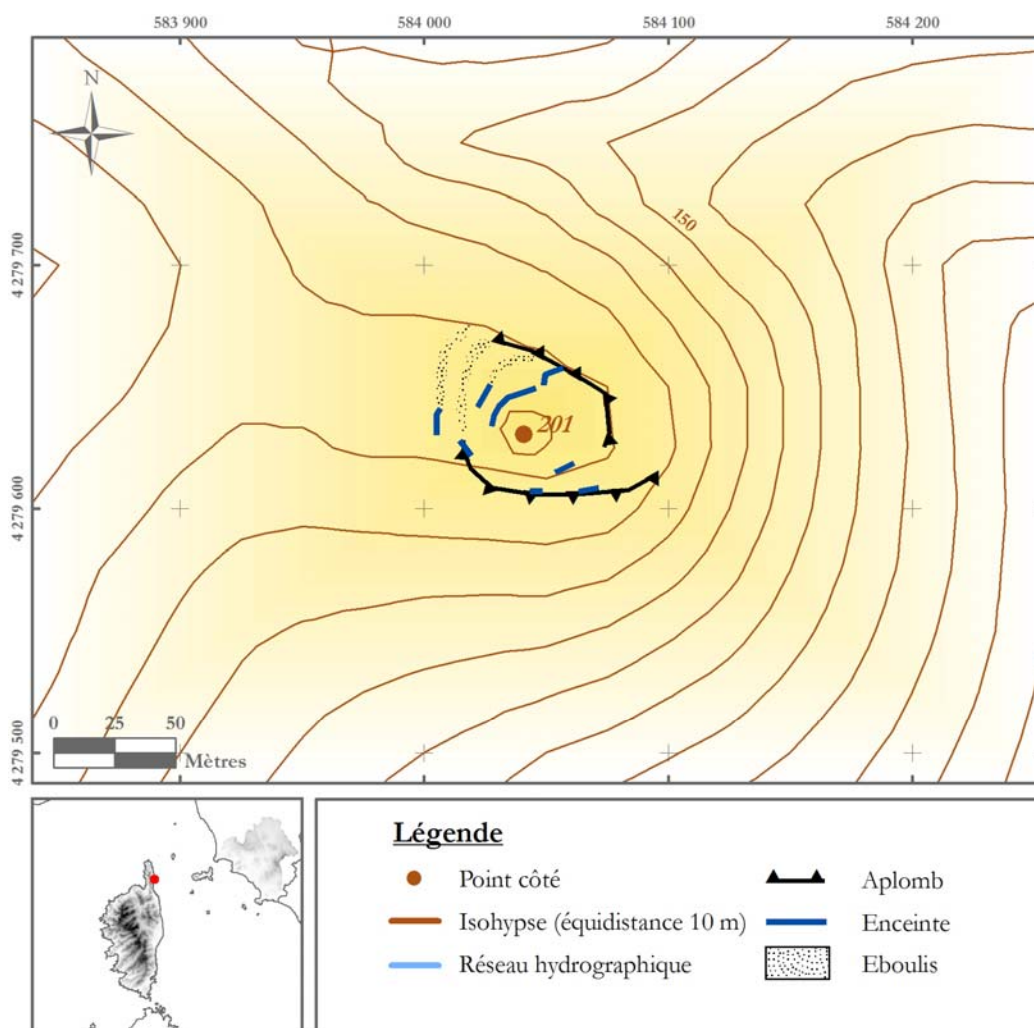 583 900
584 000
584 100
584 200
N
150
4 279 700
201
4 279 600
4 279 500
0
25
50
Mètres
Légende
Point côté
Aplomb
Isohypse (équidistance 10 m)
Enceinte
Réseau hydrographique
Eboulis